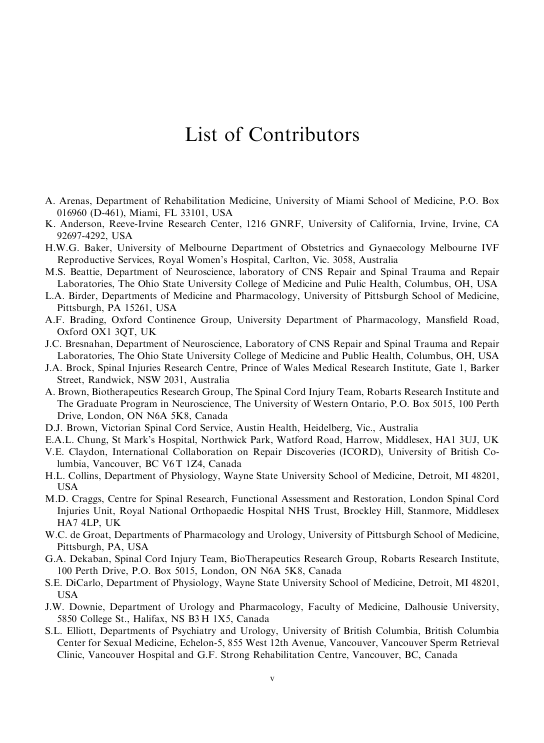 List of Contributors
A. Arenas, Department of Rehabilitation Medicine, University of Miami School of Medicine, P.O. Box
016960 (D-461), Miami, FL 33101, USA
K. Anderson, Reeve-Irvine Research Center, 1216 GNRF, University of California, Irvine, Irvine, CA
92697-4292, USA
H.W.G. Baker, University of Melbourne Department of Obstetrics and Gynaecology Melbourne IVF
Reproductive Services, Royal Women's Hospital, Carlton, Vic. 3058, Australia
M.S. Beattie, Department of Neuroscience, laboratory of CNS Repair and Spinal Trauma and Repair
Laboratories, The Ohio State University College of Medicine and Pulic Health, Columbus, OH, USA
L.A. Birder, Departments of Medicine and Pharmacology, University of Pittsburgh School of Medicine,
Pittsburgh, PA 15261, USA
A.F. Brading, Oxford Continence Group, University Department of Pharmacology, Mansfield Road,
Oxford OX1 3QT, UK
J.C. Bresnahan, Department of Neuroscience, Laboratory of CNS Repair and Spinal Trauma and Repair
Laboratories, The Ohio State University College of Medicine and Public Health, Columbus, OH, USA
J.A. Brock, Spinal Injuries Research Centre, Prince of Wales Medical Research Institute, Gate 1, Barker
Street, Randwick, NSW 2031, Australia
A. Brown, Biotherapeutics Research Group, The Spinal Cord Injury Team, Robarts Research Institute and
The Graduate Program in Neuroscience, The University of Western Ontario, P.O. Box 5015, 100 Perth
Drive, London, ON N6A 5K8, Canada
D.J. Brown, Victorian Spinal Cord Service, Austin Health, Heidelberg, Vic., Australia
E.A.L. Chung, St Mark's Hospital, Northwick Park, Watford Road, Harrow, Middlesex, HA1 3UJ, UK
V.E. Claydon, International Collaboration on Repair Discoveries (ICORD), University of British Co-
lumbia, Vancouver, BC V6T 1Z4, Canada
H.L. Collins, Department of Physiology, Wayne State University School of Medicine, Detroit, MI 48201,
USA
M.D. Craggs, Centre for Spinal Research, Functional Assessment and Restoration, London Spinal Cord
Injuries Unit, Royal National Orthopaedic Hospital NHS Trust, Brockley Hill, Stanmore, Middlesex
HA7 4LP, UK
W.C. de Groat, Departments of Pharmacology and Urology, University of Pittsburgh School of Medicine,
Pittsburgh, PA, USA
G.A. Dekaban, Spinal Cord Injury Team, BioTherapeutics Research Group, Robarts Research Institute,
100 Perth Drive, P.O. Box 5015, London, ON N6A 5K8, Canada
S.E. DiCarlo, Department of Physiology, Wayne State University School of Medicine, Detroit, MI 48201,
USA
J.W. Downie, Department of Urology and Pharmacology, Faculty of Medicine, Dalhousie University,
5850 College St., Halifax, NS B3H 1X5, Canada
S.L. Elliott, Departments of Psychiatry and Urology, University of British Columbia, British Columbia
Center for Sexual Medicine, Echelon-5, 855 West 12th Avenue, Vancouver, Vancouver Sperm Retrieval
Clinic, Vancouver Hospital and G.F. Strong Rehabilitation Centre, Vancouver, BC, Canada
v